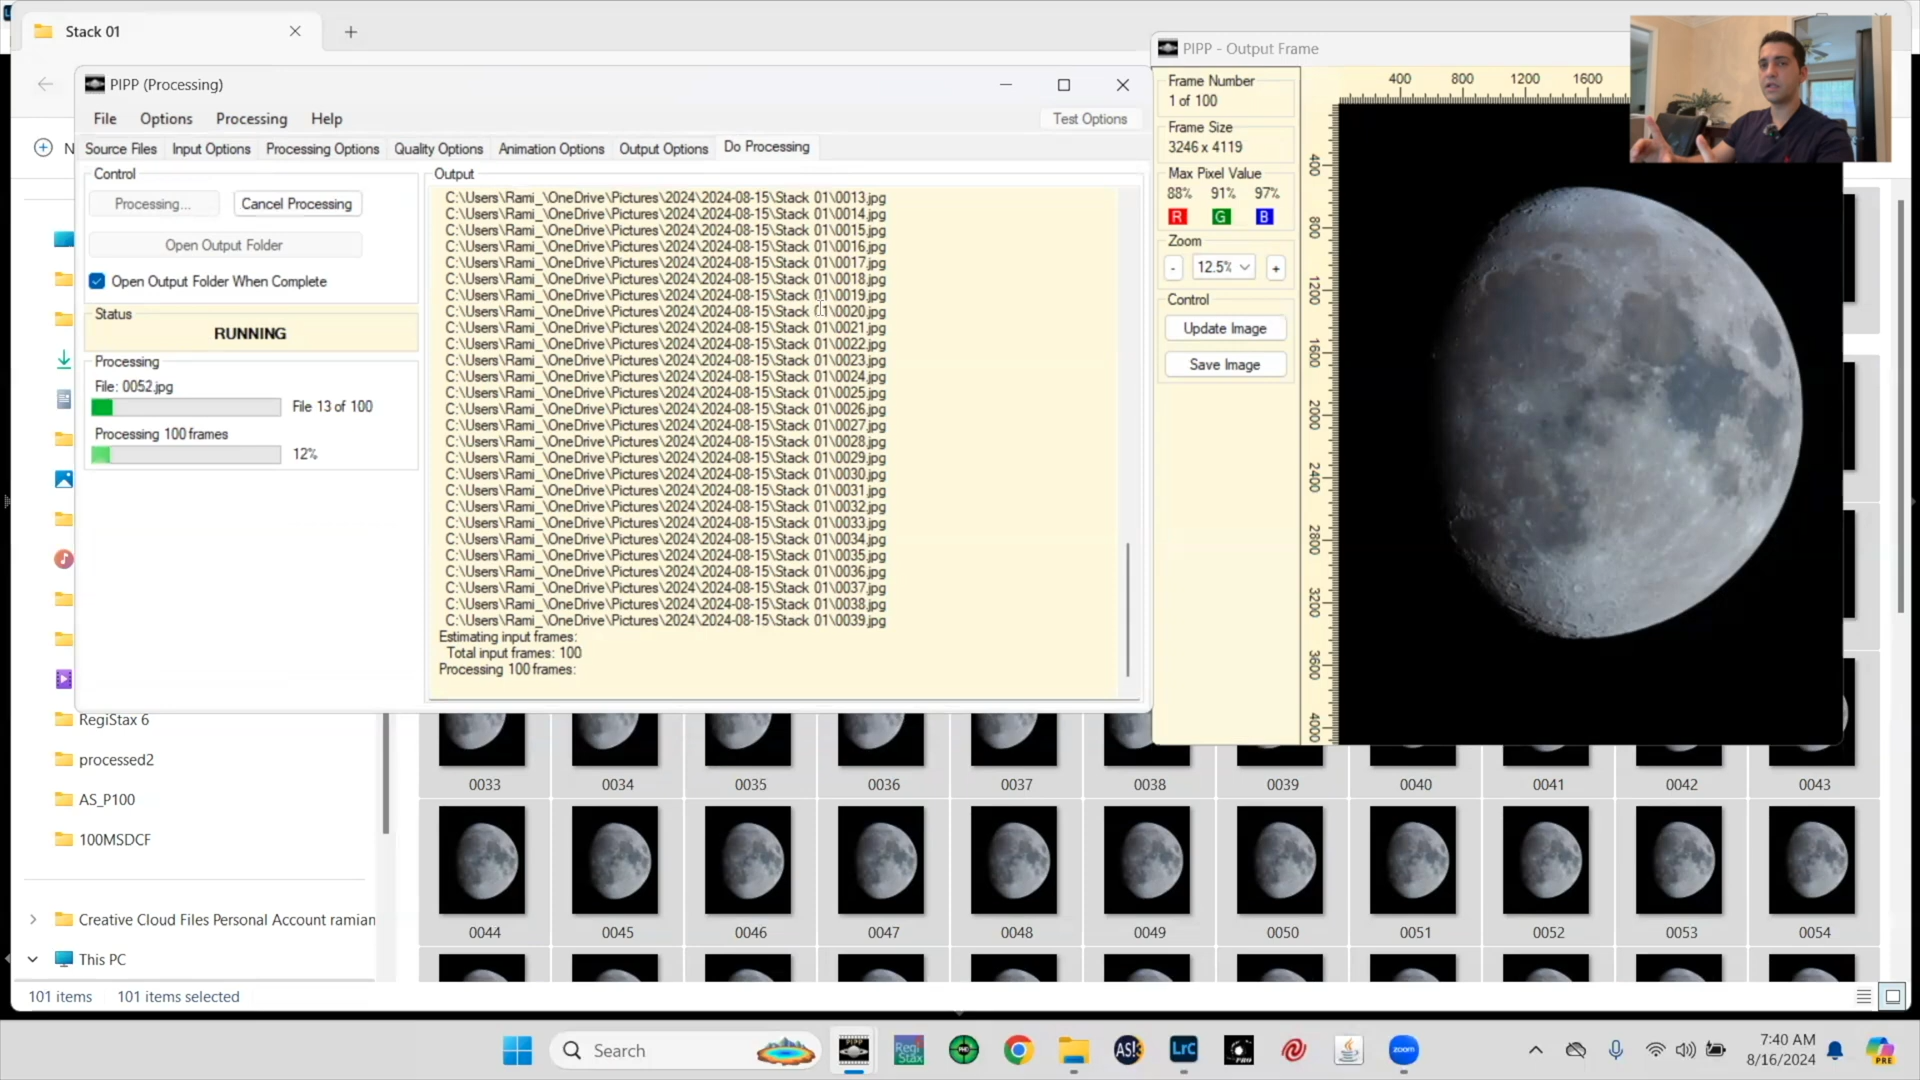 Stack 01
PIPP (Processing)
File Options Processing Help
Test Options
Source Files Input Options Processing Options Quality Options Animation Options Output Options Do Processing
Control
Processing...
Cancel Processing
Open Output Folder
Open Output Folder When Complete
Status
RUNNING
Processing
File: 0052.jpg
File 13 of 100
Processing 100 frames
12%
Output
C:\Users\Rami_\OneDrive\Pictures\2024\2024-08-15\Stack 01\0013.jpg
C:\Users\Rami_\OneDrive\Pictures\2024\2024-08-15\Stack 01\0014.jpg
C:\Users\Rami_\OneDrive\Pictures\2024\2024-08-15\Stack 01\0015.jpg
C:\Users\Rami_\OneDrive\Pictures\2024\2024-08-15\Stack 01\0016.jpg
C:\Users\Rami_\OneDrive\Pictures\2024\2024-08-15\Stack 01\0017.jpg
C:\Users\Rami_\OneDrive\Pictures\2024\2024-08-15\Stack 01\0018.jpg
C:\Users\Rami_\OneDrive\Pictures\2024\2024-08-15\Stack 01\0019.jpg
C:\Users\Rami_\OneDrive\Pictures\2024\2024-08-15\Stack 01\0020.jpg
C:\Users\Rami_\OneDrive\Pictures\2024\2024-08-15\Stack 01\0021.jpg
C:\Users\Rami_\OneDrive\Pictures\2024\2024-08-15\Stack 01\0022.jpg
C:\Users\Rami_\OneDrive\Pictures\2024\2024-08-15\Stack 01\0023.jpg
C:\Users\Rami_\OneDrive\Pictures\2024\2024-08-15\Stack 01\0024.jpg
C:\Users\Rami_\OneDrive\Pictures\2024\2024-08-15\Stack 01\0025.jpg
C:\Users\Rami_\OneDrive\Pictures\2024\2024-08-15\Stack 01\0026.jpg
C:\Users\Rami_\OneDrive\Pictures\2024\2024-08-15\Stack 01\0027.jpg
C:\Users\Rami_\OneDrive\Pictures\2024\2024-08-15\Stack 01\0028.jpg
C:\Users\Rami_\OneDrive\Pictures\2024\2024-08-15\Stack 01\0029.jpg
C:\Users\Rami_\OneDrive\Pictures\2024\2024-08-15\Stack 01\0030.jpg
C:\Users\Rami_\OneDrive\Pictures\2024\2024-08-15\Stack 01\0031.jpg
C:\Users\Rami_\OneDrive\Pictures\2024\2024-08-15\Stack 01\0032.jpg
C:\Users\Rami_\OneDrive\Pictures\2024\2024-08-15\Stack 01\0033.jpg
C:\Users\Rami_\OneDrive\Pictures\2024\2024-08-15\Stack 01\0034.jpg
C:\Users\Rami_\OneDrive\Pictures\2024\2024-08-15\Stack 01\0035.jpg
C:\Users\Rami_\OneDrive\Pictures\2024\2024-08-15\Stack 01\0036.jpg
C:\Users\Rami_\OneDrive\Pictures\2024\2024-08-15\Stack 01\0037.jpg
C:\Users\Rami_\OneDrive\Pictures\2024\2024-08-15\Stack 01\0038.jpg
C:\Users\Rami_\OneDrive\Pictures\2024\2024-08-15\Stack 01\0039.jpg
Estimating input frames:
Total input frames: 100
Processing 100 frames:
PIPP - Output Frame
Frame Number
1 of 100
Frame Size
3246 x 4119
Max Pixel Value
88% 91% 97%
R G B
Zoom
- 12.5% +
Control
Update Image
Save Image
400 800 1200 1600
400
800
1200
1600
2000
2400
2800
3200
3600
4000
N
RegiStax 6
processed2
AS_P100
100MSDCF
Creative Cloud Files Personal Account ramian
This PC
0033 0034 0035 0036 0037 0038 0039 0040 0041 0042 0043
0044 0045 0046 0047 0048 0049 0050 0051 0052 0053 0054
101 items 101 items selected
Search
PIPP
Regi
Stax
AS!3
LrC
zoom
7:40 AM
8/16/2024
PRE